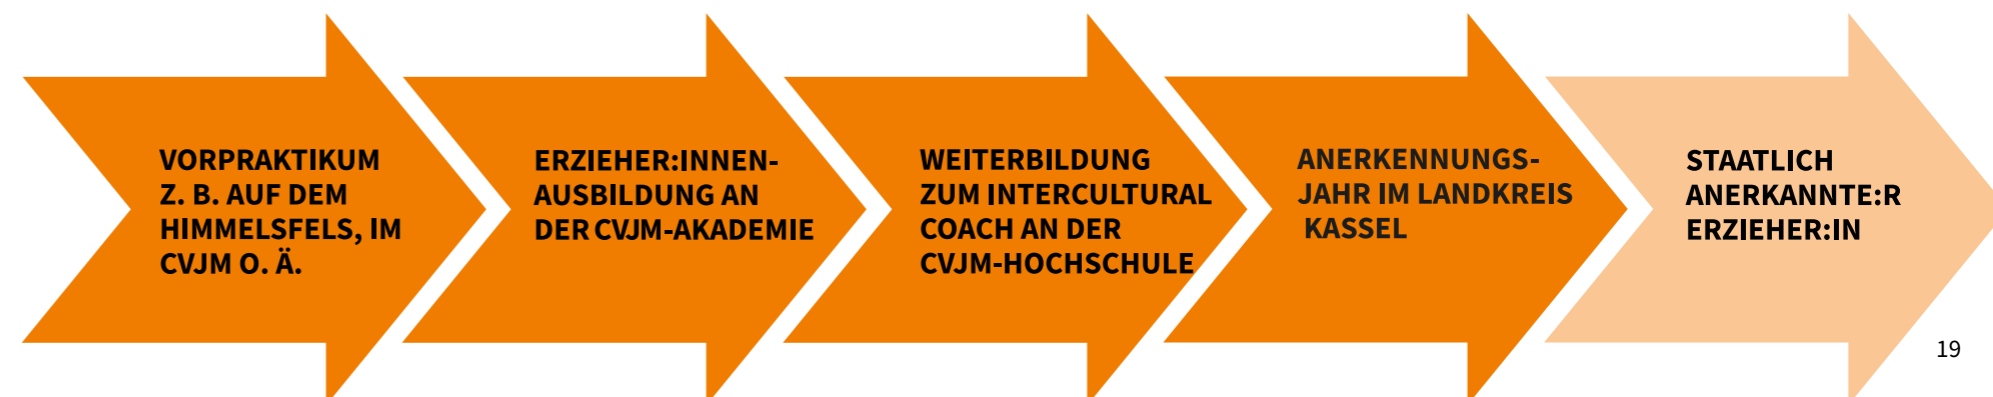 VORPRAKTIKUM
Z. B. AUF DEM
HIMMELSFELS, IM
CVJM O. Ä.
ERZIEHER:INNEN-
AUSBILDUNG AN
DER CVJM-AKADEMIE
WEITERBILDUNG
ZUM INTERCULTURAL
COACH AN DER
CVJM-HOCHSCHULE
ANERKENNUNGS-
JAHR IM LANDKREIS
KASSEL
STAATLICH
ANERKANNTE:R
ERZIEHER:IN
19